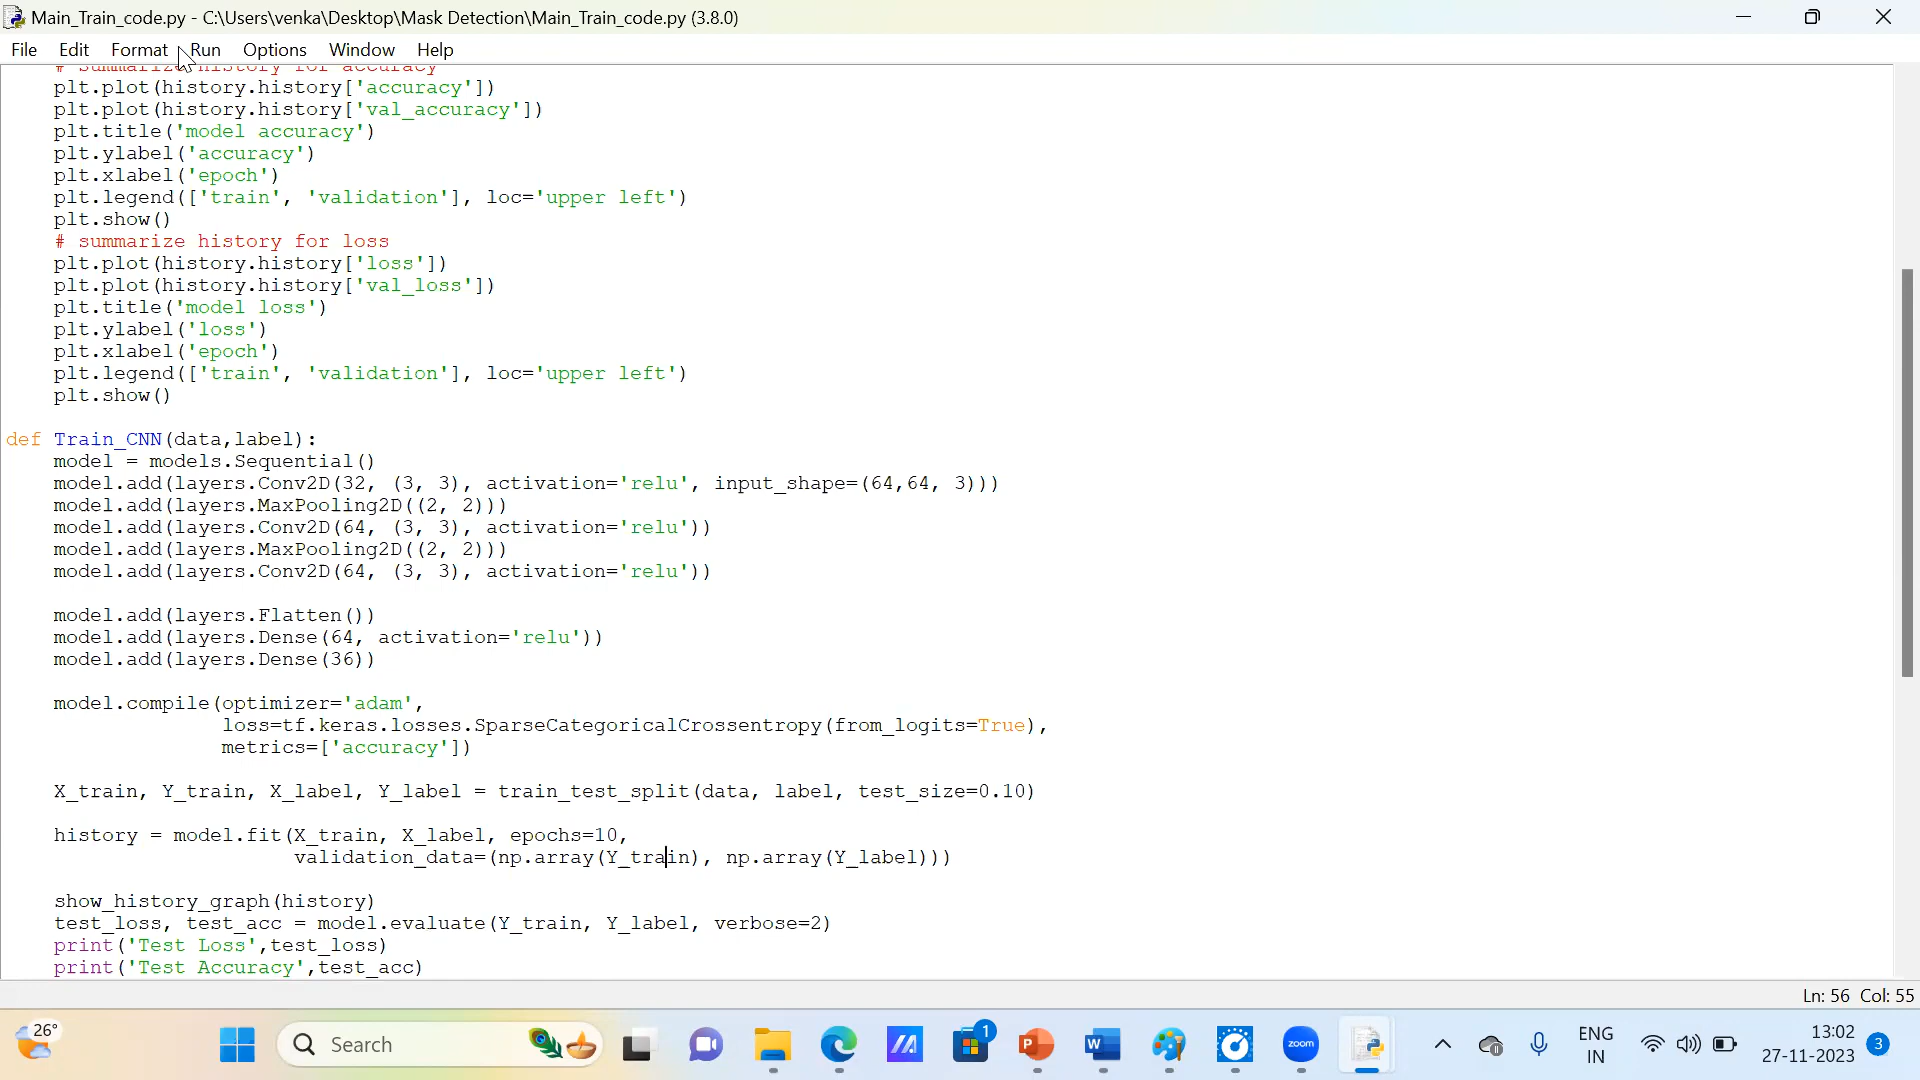 Main_Train_code.py - C:\Users\venka\Desktop\Mask Detection\Main_Train_code.py (3.8.0)
File Edit Format Run Options Window Help
# summarize history for accuracy
plt.plot(history.history['accuracy'])
plt.plot(history.history['val_accuracy'])
plt.title('model accuracy')
plt.ylabel('accuracy')
plt.xlabel('epoch')
plt.legend(['train', 'validation'], loc='upper left')
plt.show()
# summarize history for loss
plt.plot(history.history['loss'])
plt.plot(history.history['val_loss'])
plt.title('model loss')
plt.ylabel('loss')
plt.xlabel('epoch')
plt.legend(['train', 'validation'], loc='upper left')
plt.show()
def Train_CNN(data,label):
model = models.Sequential()
model.add(layers.Conv2D(32, (3, 3), activation='relu', input_shape=(64,64, 3)))
model.add(layers.MaxPooling2D((2, 2)))
model.add(layers.Conv2D(64, (3, 3), activation='relu'))
model.add(layers.MaxPooling2D((2, 2)))
model.add(layers.Conv2D(64, (3, 3), activation='relu'))
model.add(layers.Flatten())
model.add(layers.Dense(64, activation='relu'))
model.add(layers.Dense(36))
model.compile(optimizer='adam',
loss=tf.keras.losses.SparseCategoricalCrossentropy(from_logits=True),
metrics=['accuracy'])
X_train, Y_train, X_label, Y_label = train_test_split(data, label, test_size=0.10)
history = model.fit(X_train, X_label, epochs=10,
validation_data=(np.array(Y_train), np.array(Y_label)))
show_history_graph(history)
test_loss, test_acc = model.evaluate(Y_train, Y_label, verbose=2)
print('Test Loss',test_loss)
print('Test Accuracy',test_acc)
Ln: 56 Col: 55
26°
Search
1
P
W
zoom
ENG
IN
13:02
27-11-2023
3